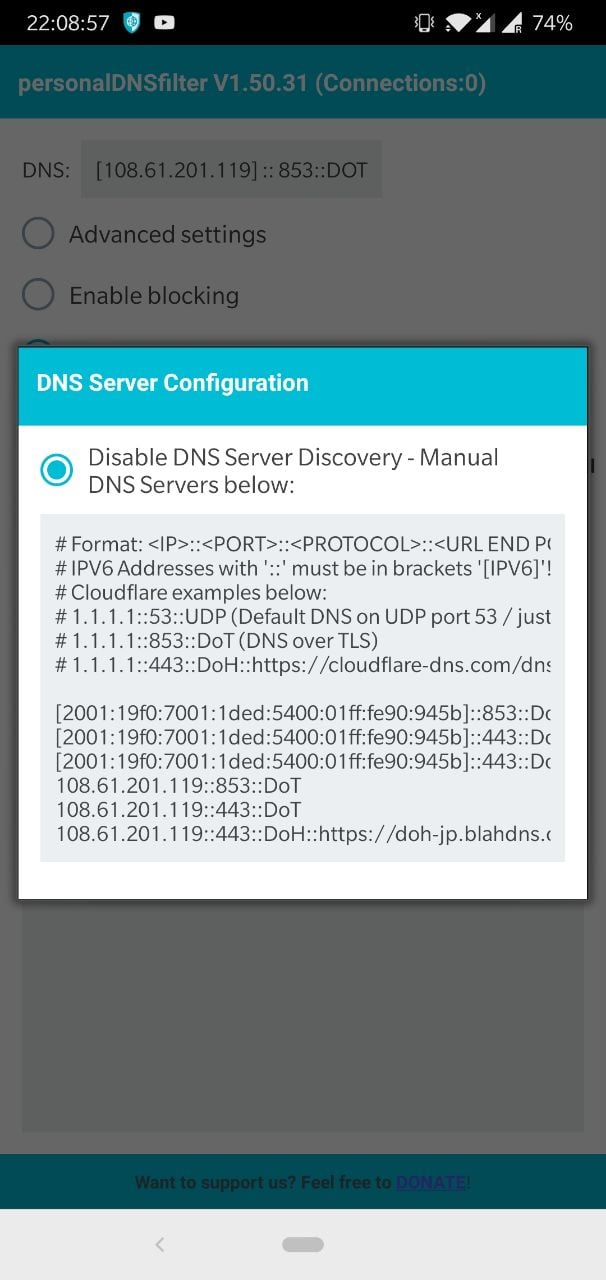 22:08:57 74%
personalDNSfilter V1.50.31 (Connections:0)
DNS: [108.61.201.119] :: 853::DOT
Advanced settings
Enable blocking
DNS Server Configuration
Disable DNS Server Discovery - Manual
DNS Servers below:
# Format: <IP>::<PORT>::<PROTOCOL>::<URL END
# IPV6 Addresses with '::' must be in brackets '[IPV6]'!
# Cloudflare examples below:
# 1.1.1.1::53::UDP (Default DNS on UDP port 53 / just
# 1.1.1.1::853::DoT (DNS over TLS)
# 1.1.1.1::443::DoH::https://cloudflare-dns.com/dns
[2001:19f0:7001:1ded:5400:01ff:fe90:945b]::853::Do
[2001:19f0:7001:1ded:5400:01ff:fe90:945b]::443::Do
[2001:19f0:7001:1ded:5400:01ff:fe90:945b]::443::Do
108.61.201.119::853::DoT
108.61.201.119::443::DoT
108.61.201.119::443::DoH::https://doh-jp.blahdns.
Want to support us? Feel free to DONATE!